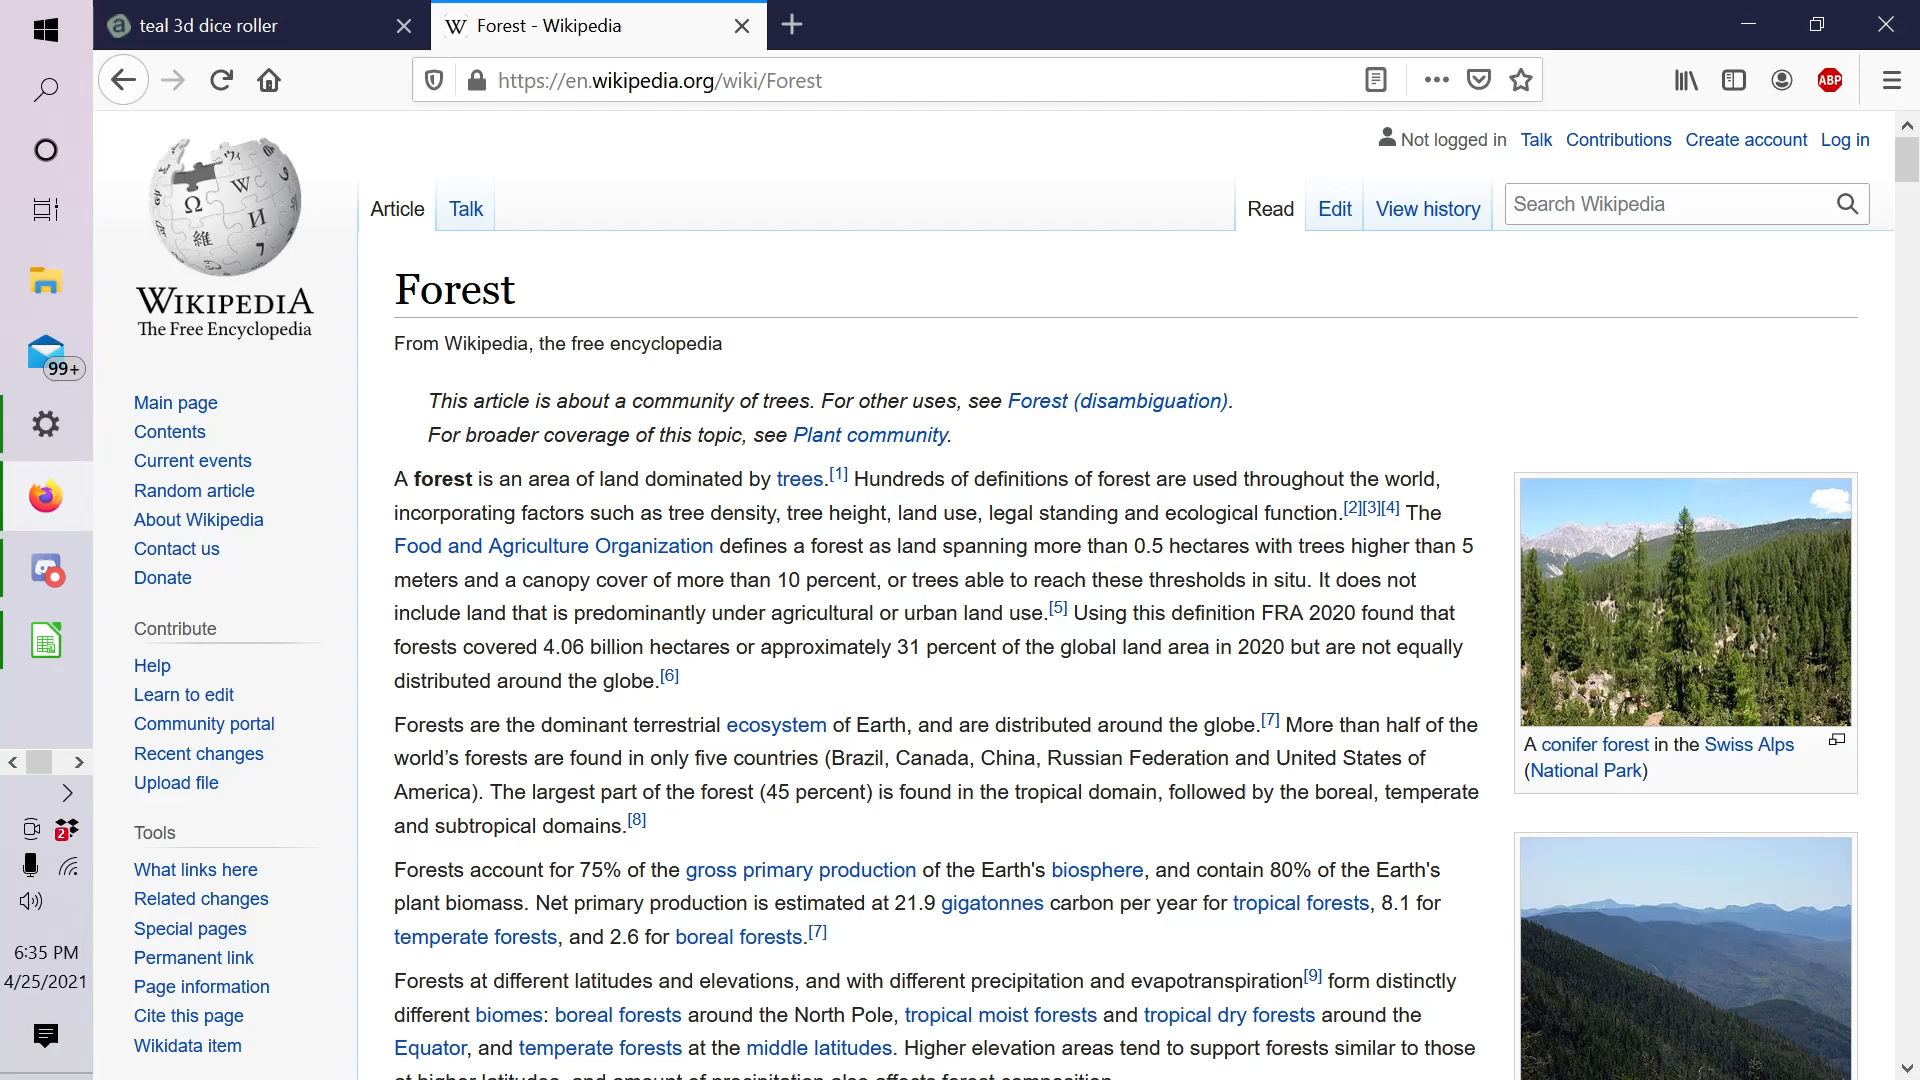 teal 3d dice roller
Forest - Wikipedia
https://en.wikipedia.org/wiki/Forest
ABP
Not logged in Talk Contributions Create account Log in
Article Talk
Read Edit View history
Search Wikipedia
WIKIPEDIA
The Free Encyclopedia
Main page
Contents
Current events
Random article
About Wikipedia
Contact us
Donate
Contribute
Help
Learn to edit
Community portal
Recent changes
Upload file
Tools
What links here
Related changes
Special pages
Permanent link
Page information
Cite this page
Wikidata item
Forest
From Wikipedia, the free encyclopedia
This article is about a community of trees. For other uses, see Forest (disambiguation).
For broader coverage of this topic, see Plant community.
A forest is an area of land dominated by trees.[1] Hundreds of definitions of forest are used throughout the world,
incorporating factors such as tree density, tree height, land use, legal standing and ecological function.[2][3][4] The
Food and Agriculture Organization defines a forest as land spanning more than 0.5 hectares with trees higher than 5
meters and a canopy cover of more than 10 percent, or trees able to reach these thresholds in situ. It does not
include land that is predominantly under agricultural or urban land use.[5] Using this definition FRA 2020 found that
forests covered 4.06 billion hectares or approximately 31 percent of the global land area in 2020 but are not equally
distributed around the globe.[6]
Forests are the dominant terrestrial ecosystem of Earth, and are distributed around the globe.[7] More than half of the
world's forests are found in only five countries (Brazil, Canada, China, Russian Federation and United States of
America). The largest part of the forest (45 percent) is found in the tropical domain, followed by the boreal, temperate
and subtropical domains.[8]
Forests account for 75% of the gross primary production of the Earth's biosphere, and contain 80% of the Earth's
plant biomass. Net primary production is estimated at 21.9 gigatonnes carbon per year for tropical forests, 8.1 for
temperate forests, and 2.6 for boreal forests.[7]
Forests at different latitudes and elevations, and with different precipitation and evapotranspiration[9] form distinctly
different biomes: boreal forests around the North Pole, tropical moist forests and tropical dry forests around the
Equator, and temperate forests at the middle latitudes. Higher elevation areas tend to support forests similar to those
at higher latitudes, and amount of precipitation also affects forest composition.
A conifer forest in the Swiss Alps
(National Park)
99+
2
6:35 PM
4/25/2021